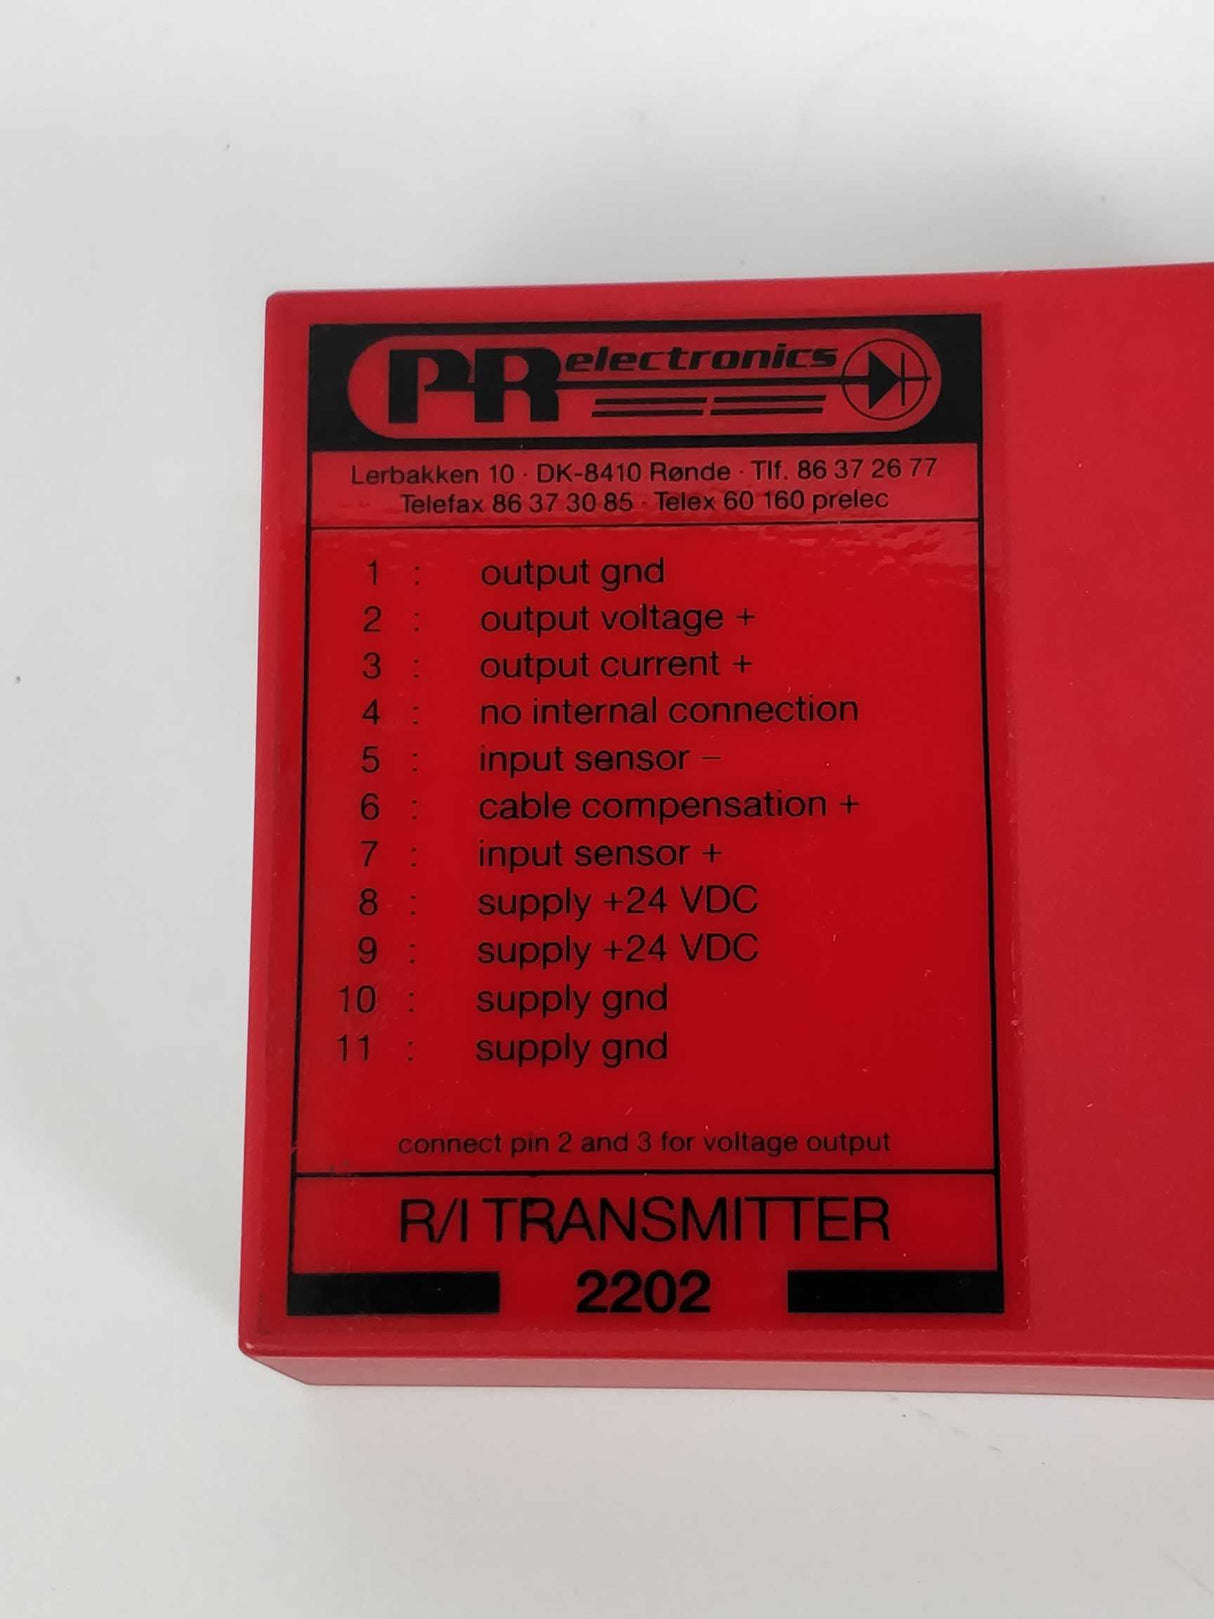 PR electronics
Lerbakken 10 · DK-8410 Rønde · Tlf. 86 37 26 77
Telefax 86 37 30 85 · Telex 60 160 prelec
1 : output gnd
2 : output voltage +
3 : output current +
4 : no internal connection
5 : input sensor –
6 : cable compensation +
7 : input sensor +
8 : supply +24 VDC
9 : supply +24 VDC
10 : supply gnd
11 : supply gnd
connect pin 2 and 3 for voltage output
R/I TRANSMITTER
2202